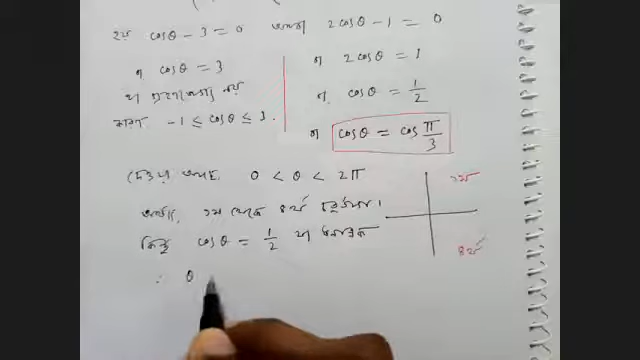 হয় cosθ − 3 = 0 অথবা 2cosθ − 1 = 0
বা cosθ = 3
বা 2cosθ = 1
যা গ্রহণযোগ্য নয়
বা, cosθ = 1/2
কারণ, −1 ≤ cosθ ≤ 1.
বা cosθ = cos π/3
দেওয়া আছে, 0 < θ < 2π
১ম
অর্থাৎ, ১ম থেকে ৪র্থ চতুর্ভাগ।
কিন্তু cosθ = 1/2 যা ধনাত্মক
৪র্থ
∴ θ